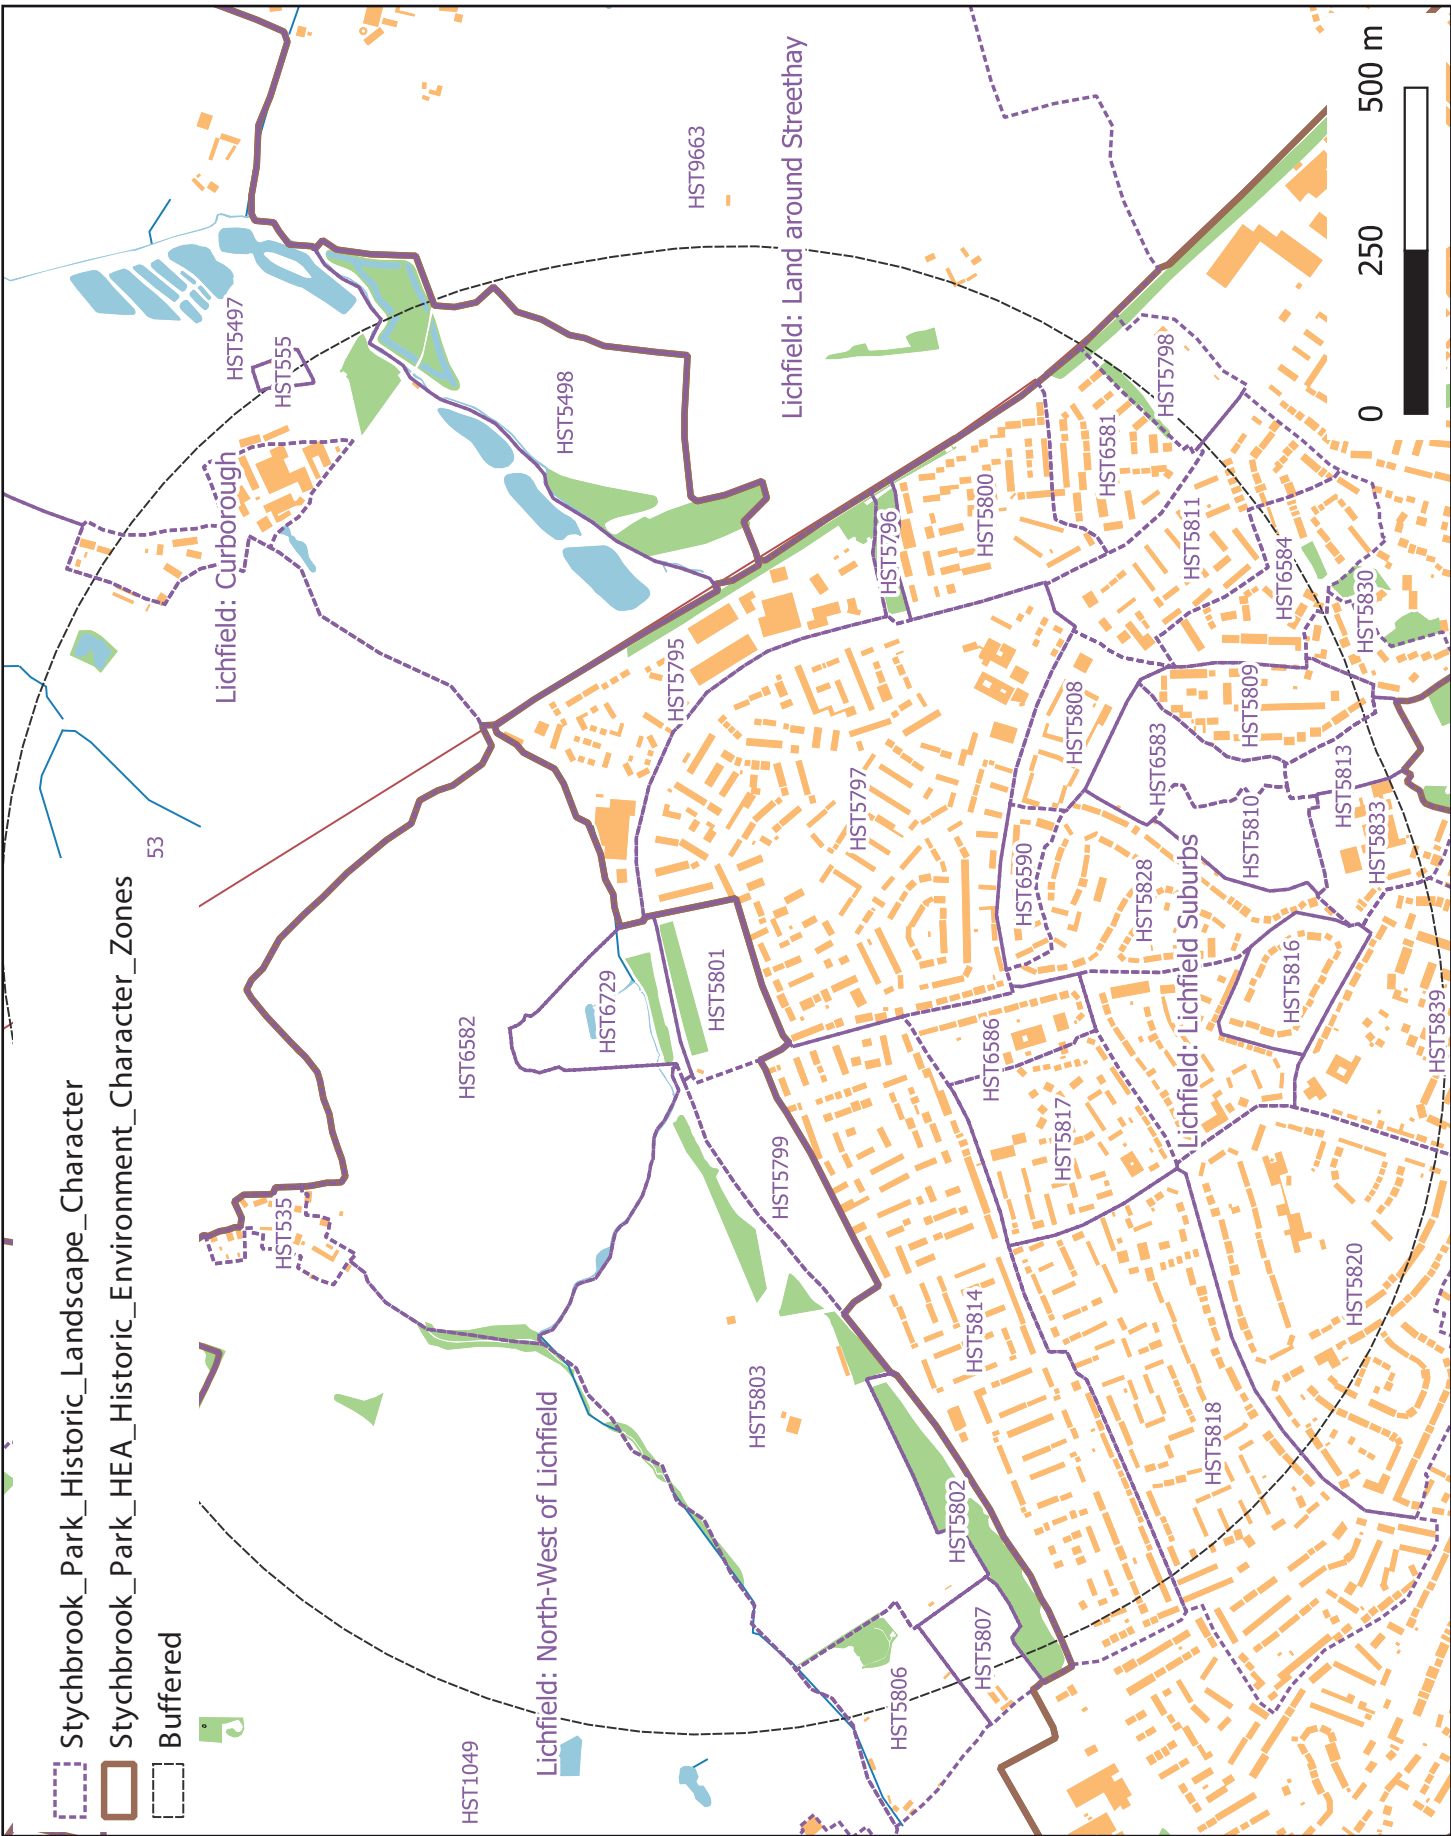 Stychbrook_Park_Historic_Landscape_Character
Stychbrook_Park_HEA_Historic_Environment_Character_Zones
Buffered
53
HST535
HST1049
HST6582
Lichfield: North-West of Lichfield
HST6729
HST5801
HST5799
HST5803
HST5802
HST5806
HST5807
Lichfield: Curborough
HST5497
HST555
HST5498
HST9663
Lichfield: Land around Streethay
HST5795
HST5797
HST5796
HST5800
HST6581
HST5798
HST5811
HST6584
HST5830
HST5808
HST6583
HST5809
HST5810
HST5813
HST5833
HST6590
HST5828
Lichfield: Lichfield Suburbs
HST5816
HST5839
HST6586
HST5817
HST5814
HST5818
HST5820
0
250
500 m